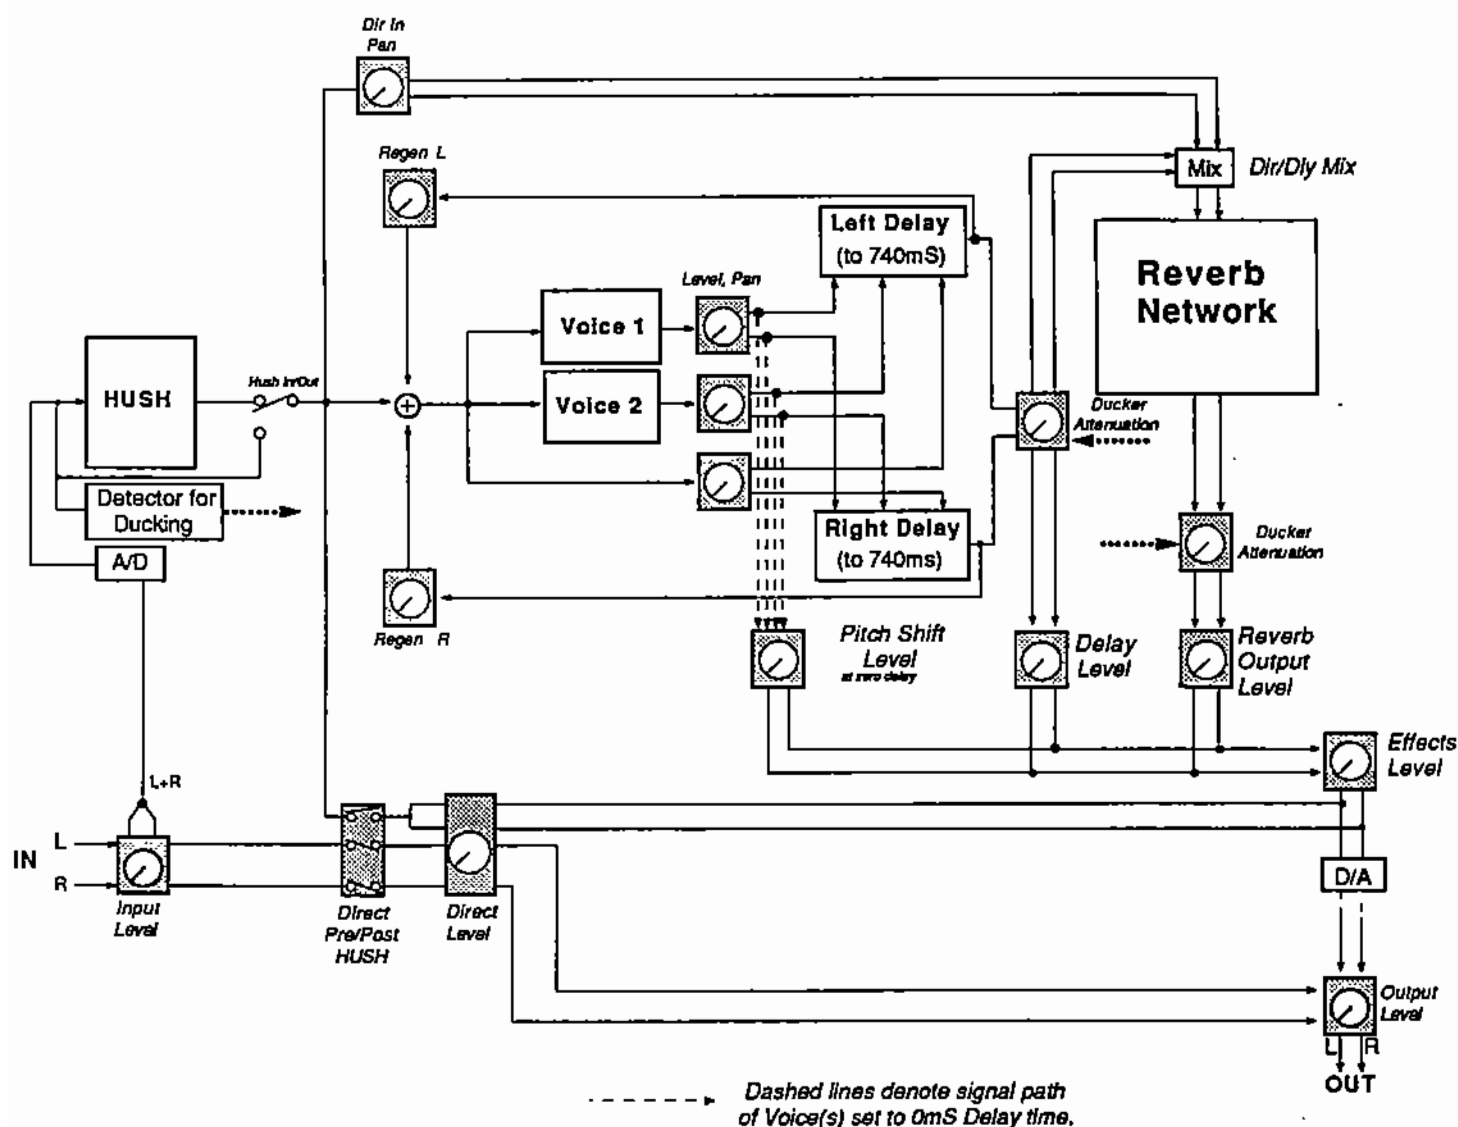 Dir In
Pan
Regen L
Mix
Dir/Dly Mix
Left Delay
(to 740mS)
Reverb
Network
Level, Pan
Voice 1
HUSH
Hush In/Out
Voice 2
Ducker
Attenuation
Detector for
Ducking
Right Delay
(to 740ms)
Ducker
Attenuation
A/D
Regen R
Pitch Shift
Level
at zero delay
Delay
Level
Reverb
Output
Level
Effects
Level
L+R
IN
L
R
D/A
Input
Level
Direct
Pre/Post
HUSH
Direct
Level
Output
Level
L R
OUT
Dashed lines denote signal path
of Voice(s) set to 0mS Delay time.